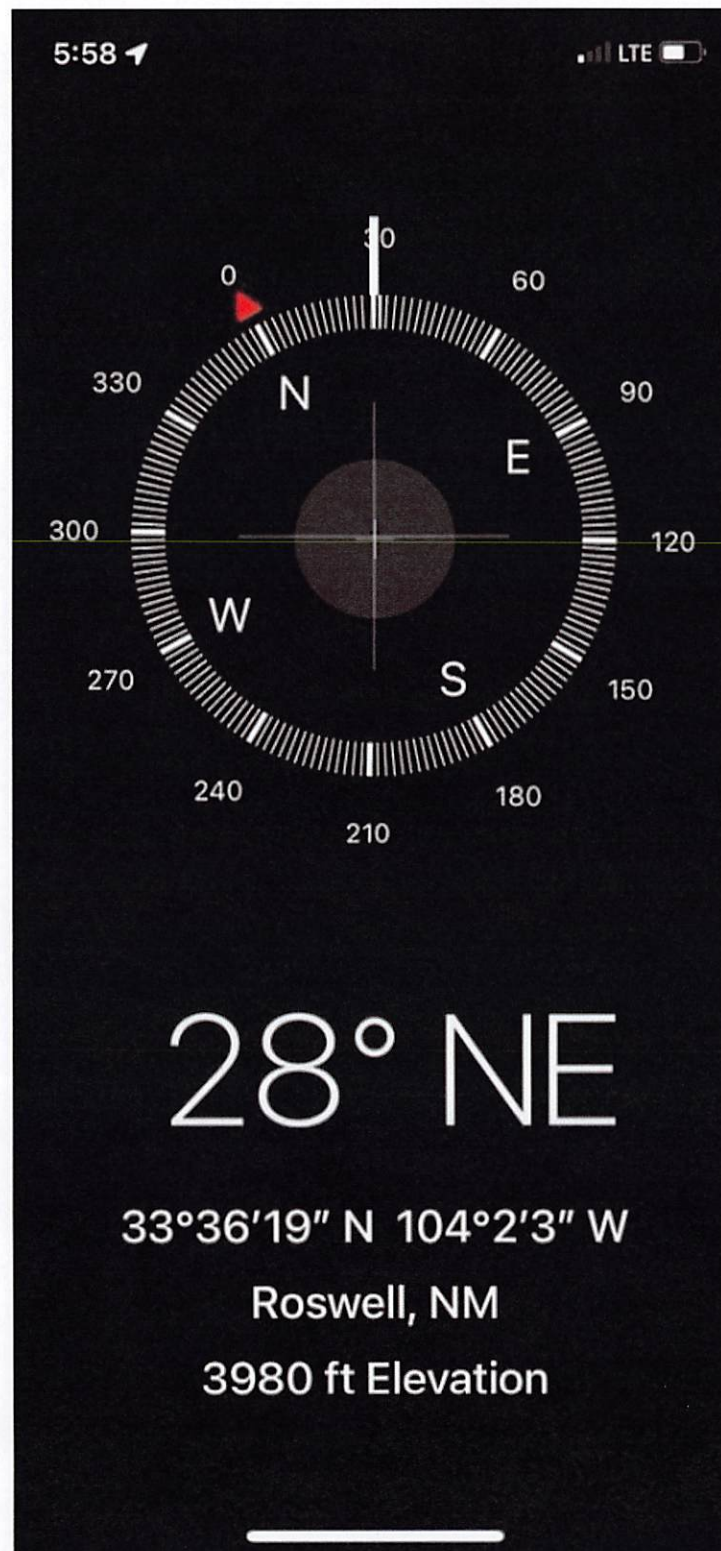 5:58 LTE
30
0 60
330 90
N
E
300 120
W
S
270 150
240 180
210
28° NE
33°36'19" N 104°2'3" W
Roswell, NM
3980 ft Elevation